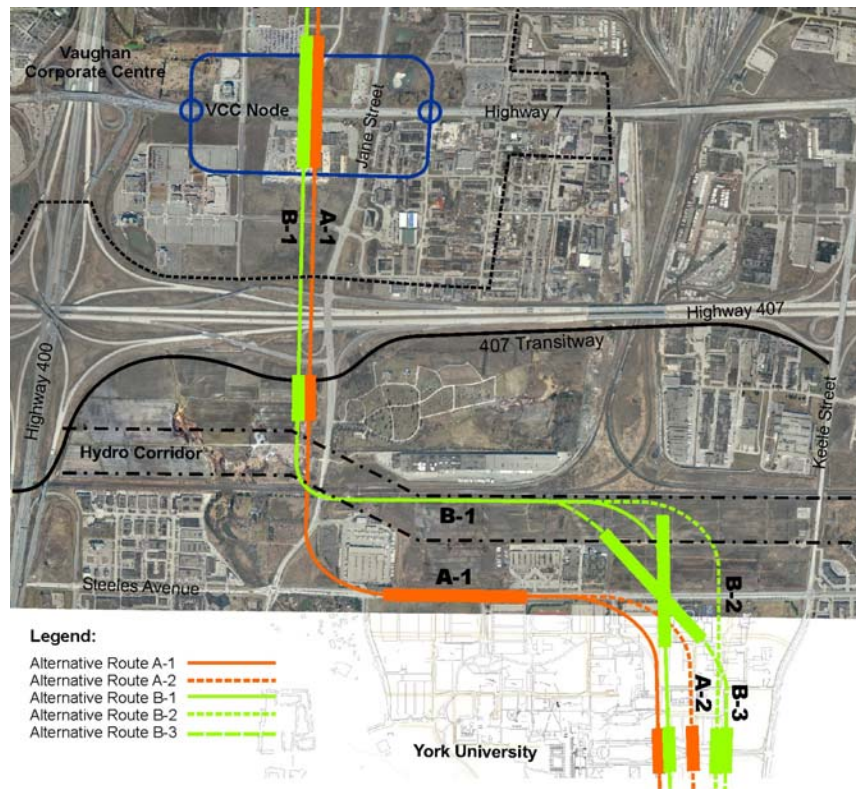 Vaughan
Corporate Centre
VCC Node
Highway 7
Jane Street
B-1
A-1
Highway 407
407 Transitway
Highway 400
Keele Street
Hydro Corridor
B-1
A-1
Steeles Avenue
B-2
A-2
B-3
Legend:
Alternative Route A-1
Alternative Route A-2
Alternative Route B-1
Alternative Route B-2
Alternative Route B-3
York University